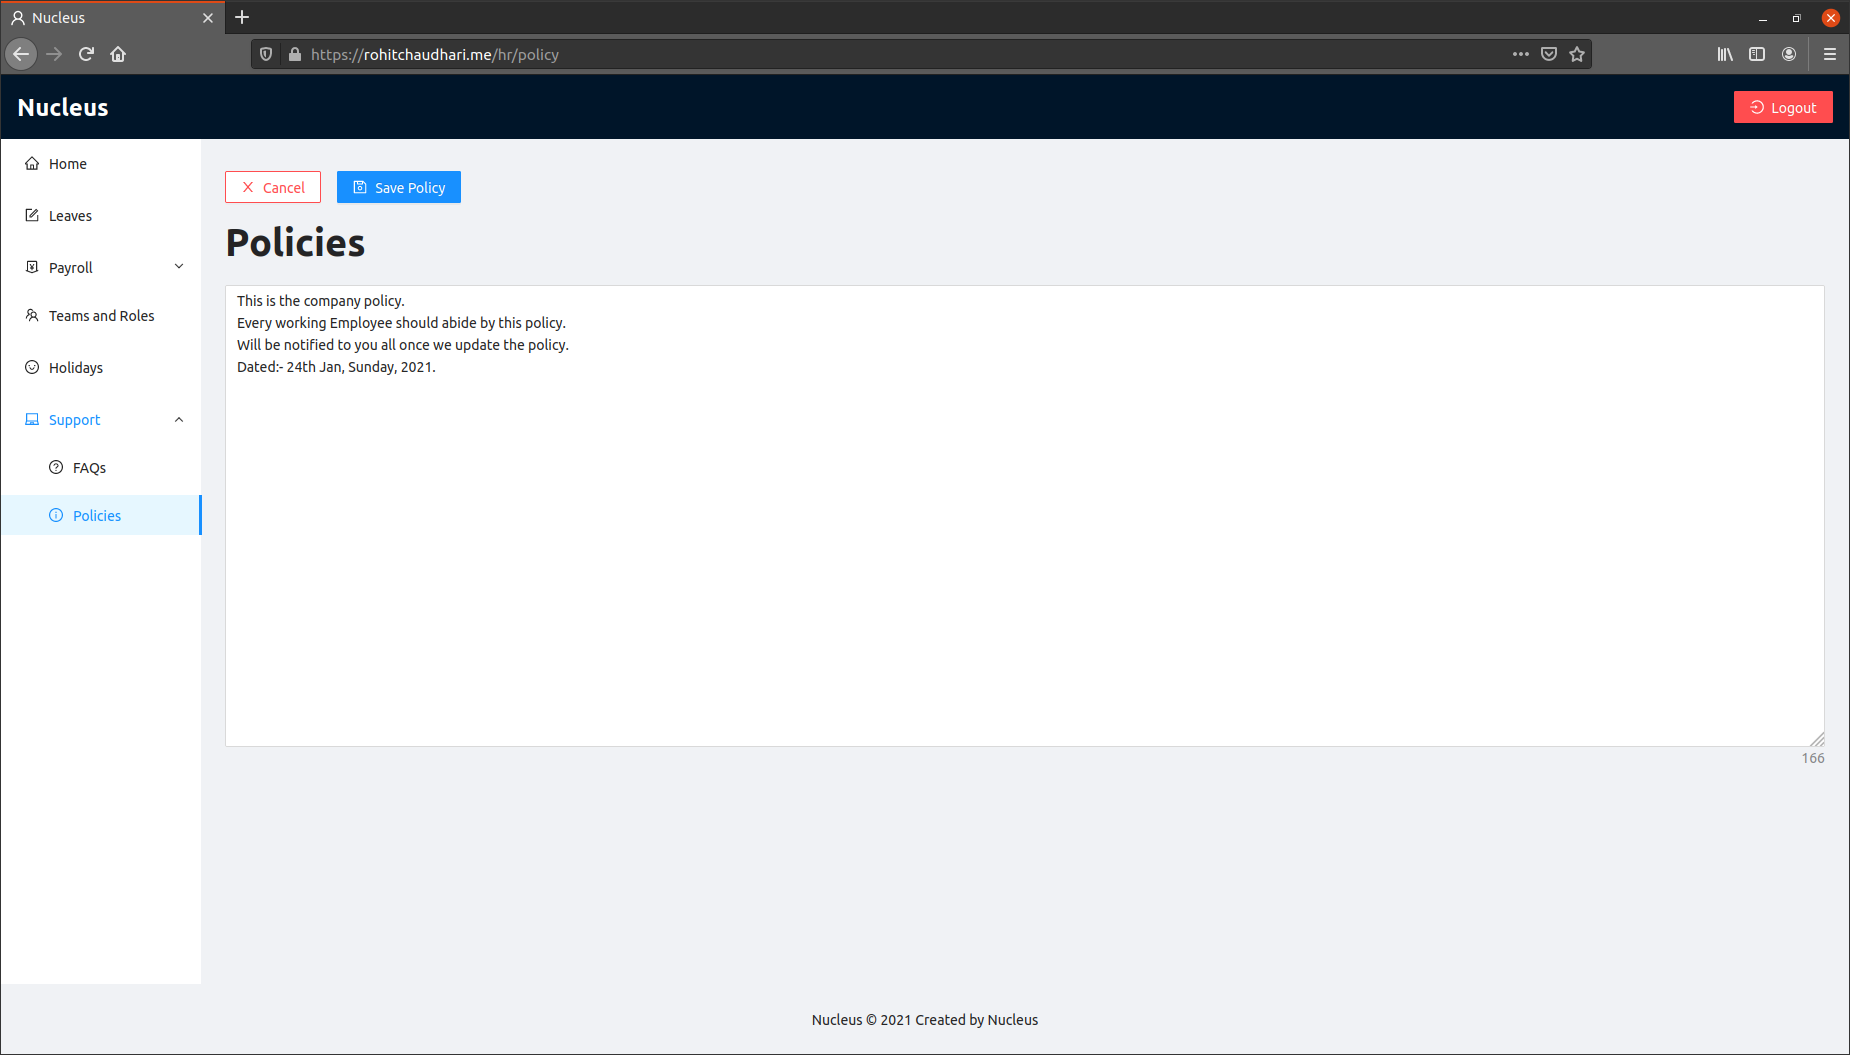 Nucleus
https://rohitchaudhari.me/hr/policy
Nucleus
Logout
Home
Leaves
Payroll
Teams and Roles
Holidays
Support
FAQs
Policies
Cancel
Save Policy
Policies
This is the company policy.
Every working Employee should abide by this policy.
Will be notified to you all once we update the policy.
Dated:- 24th Jan, Sunday, 2021.
166
Nucleus © 2021 Created by Nucleus